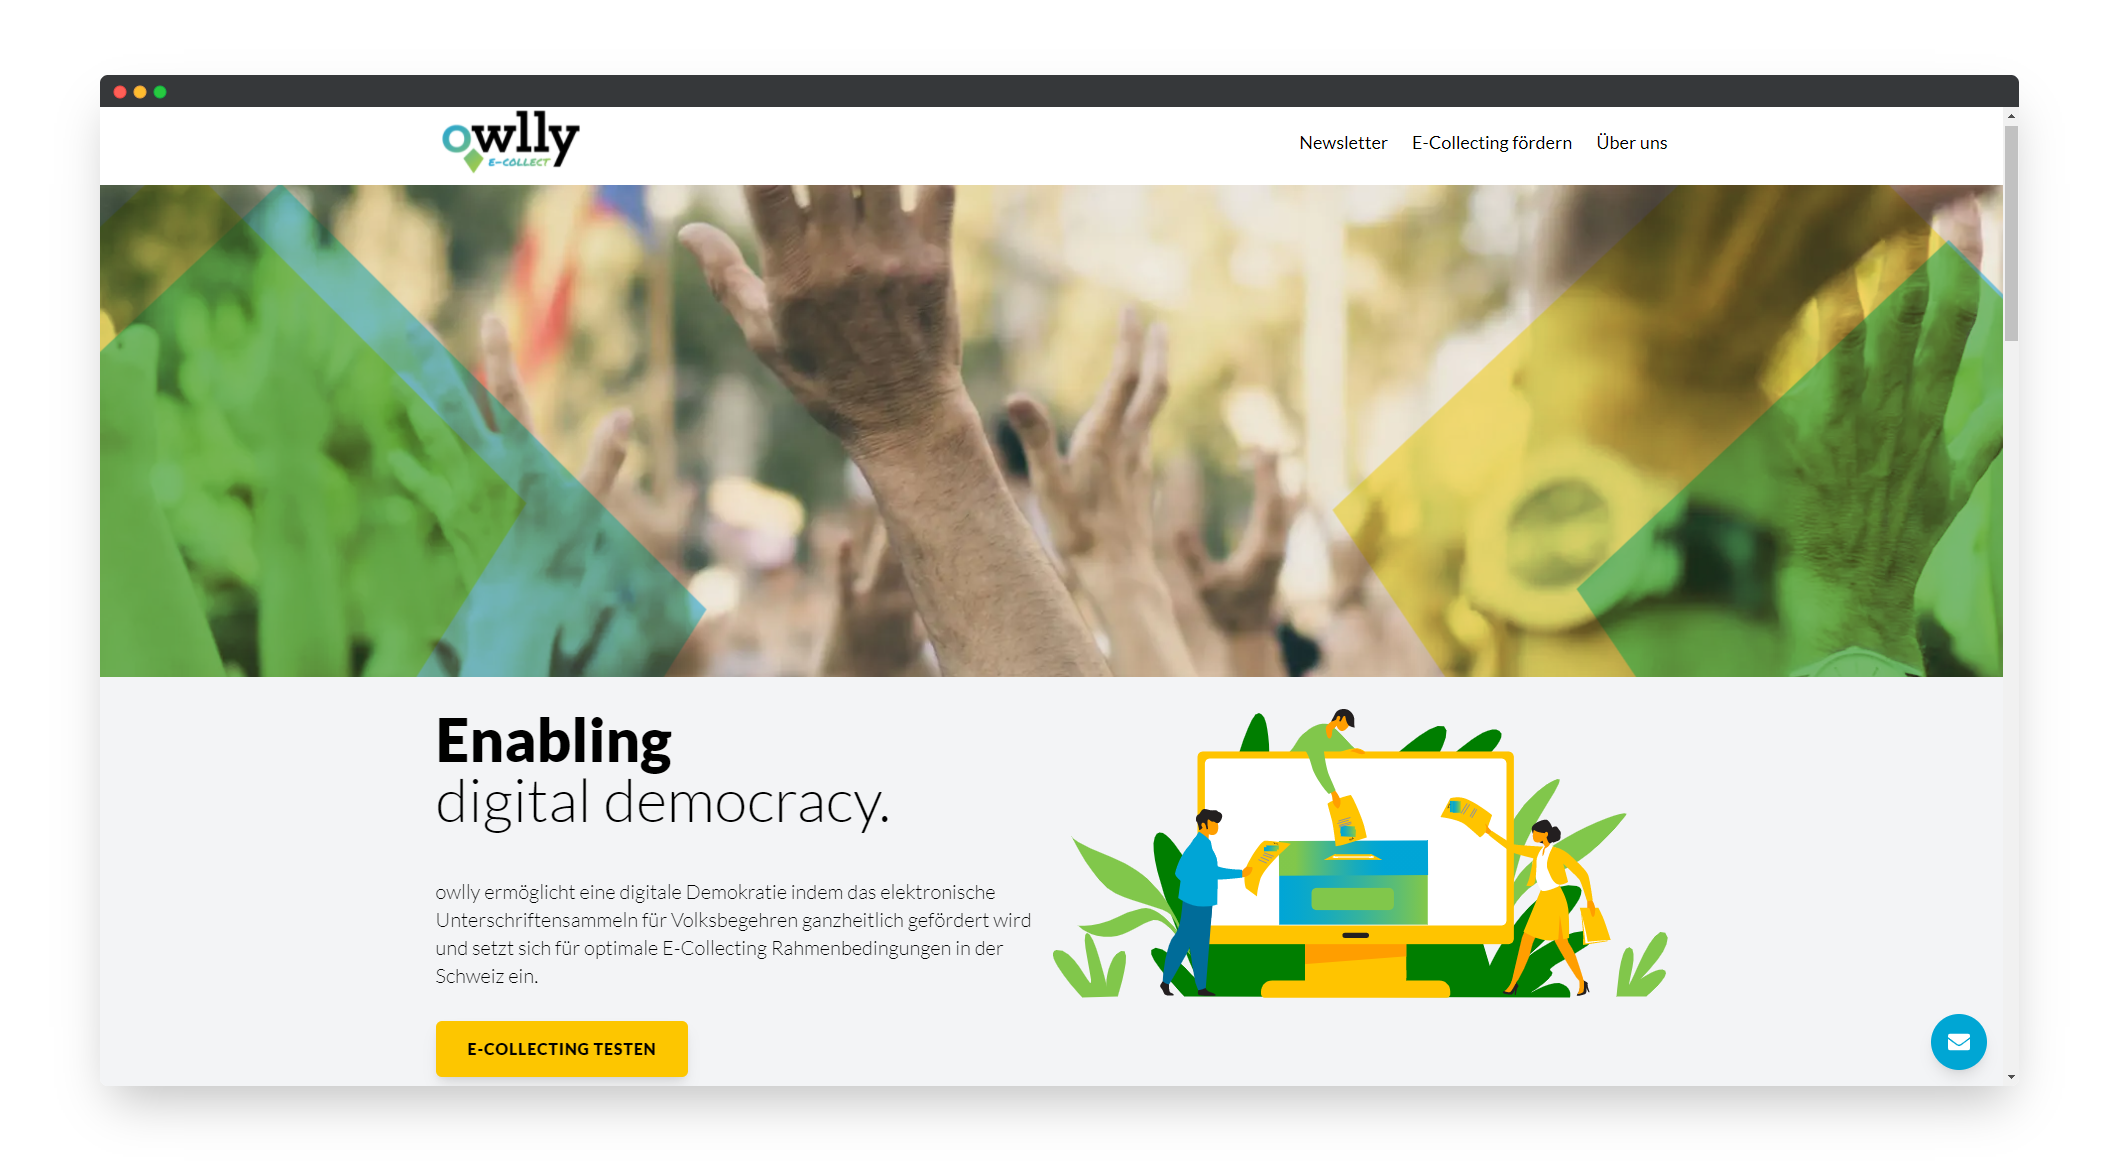 owlly
E-COLLECT
Newsletter E-Collecting fördern Über uns
Enabling
digital democracy.
owlly ermöglicht eine digitale Demokratie indem das elektronische
Unterschriftensammeln für Volksbegehren ganzheitlich gefördert wird
und setzt sich für optimale E-Collecting Rahmenbedingungen in der
Schweiz ein.
E-COLLECTING TESTEN